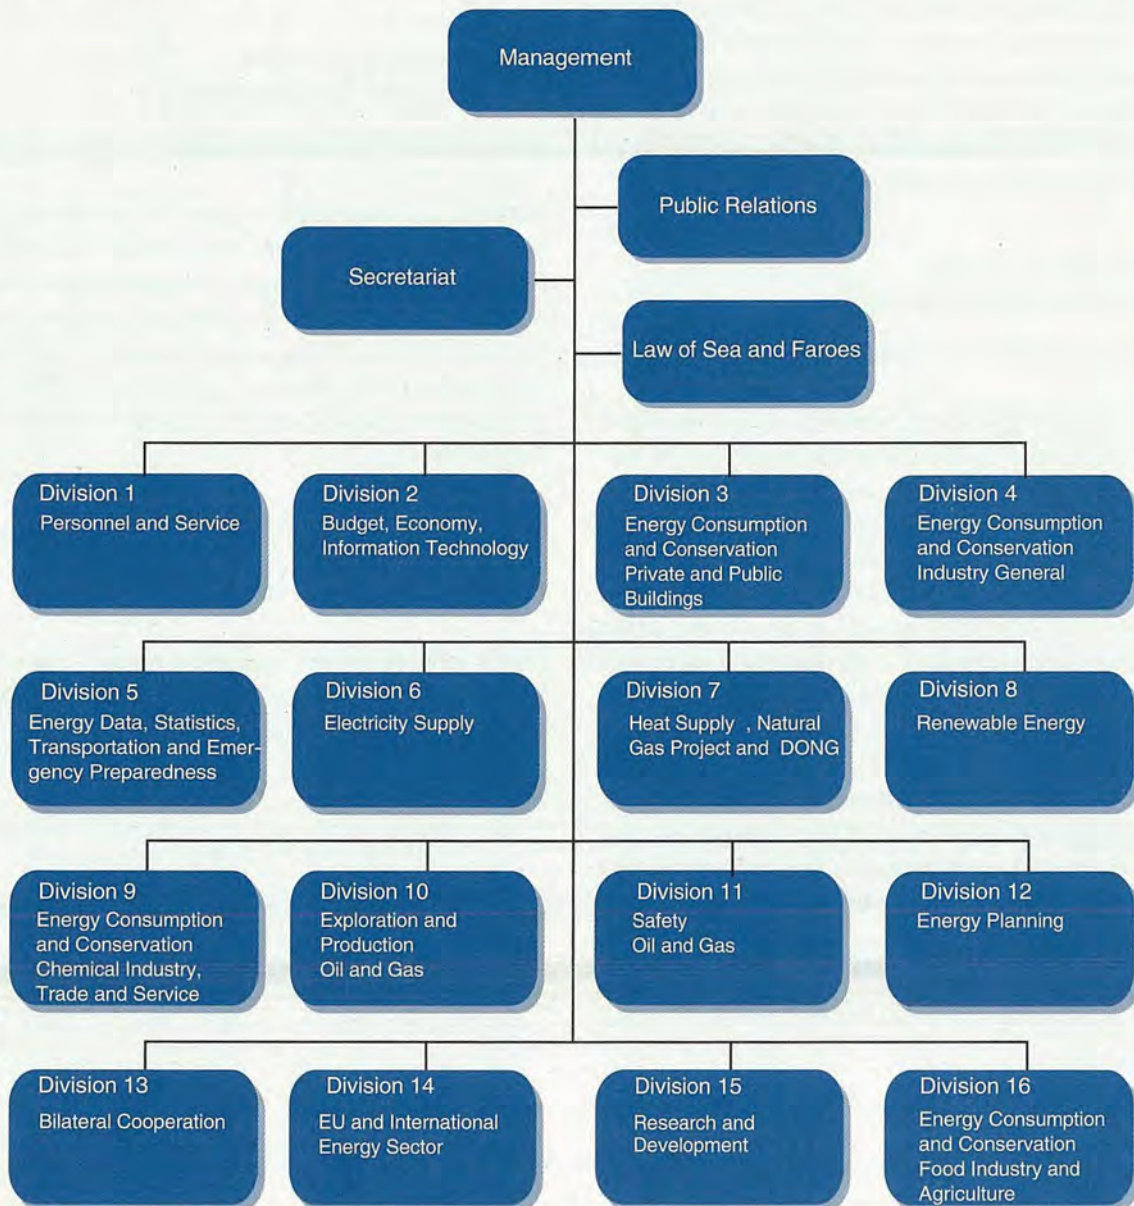 Management
Public Relations
Secretariat
Law of Sea and Faroes
Division 1
Personnel and Service
Division 2
Budget, Economy,
Information Technology
Division 3
Energy Consumption
and Conservation
Private and Public
Buildings
Division 4
Energy Consumption
and Conservation
Industry General
Division 5
Energy Data, Statistics,
Transportation and Emer-
gency Preparedness
Division 6
Electricity Supply
Division 7
Heat Supply , Natural
Gas Project and DONG
Division 8
Renewable Energy
Division 9
Energy Consumption
and Conservation
Chemical Industry,
Trade and Service
Division 10
Exploration and
Production
Oil and Gas
Division 11
Safety
Oil and Gas
Division 12
Energy Planning
Division 13
Bilateral Cooperation
Division 14
EU and International
Energy Sector
Division 15
Research and
Development
Division 16
Energy Consumption
and Conservation
Food Industry and
Agriculture